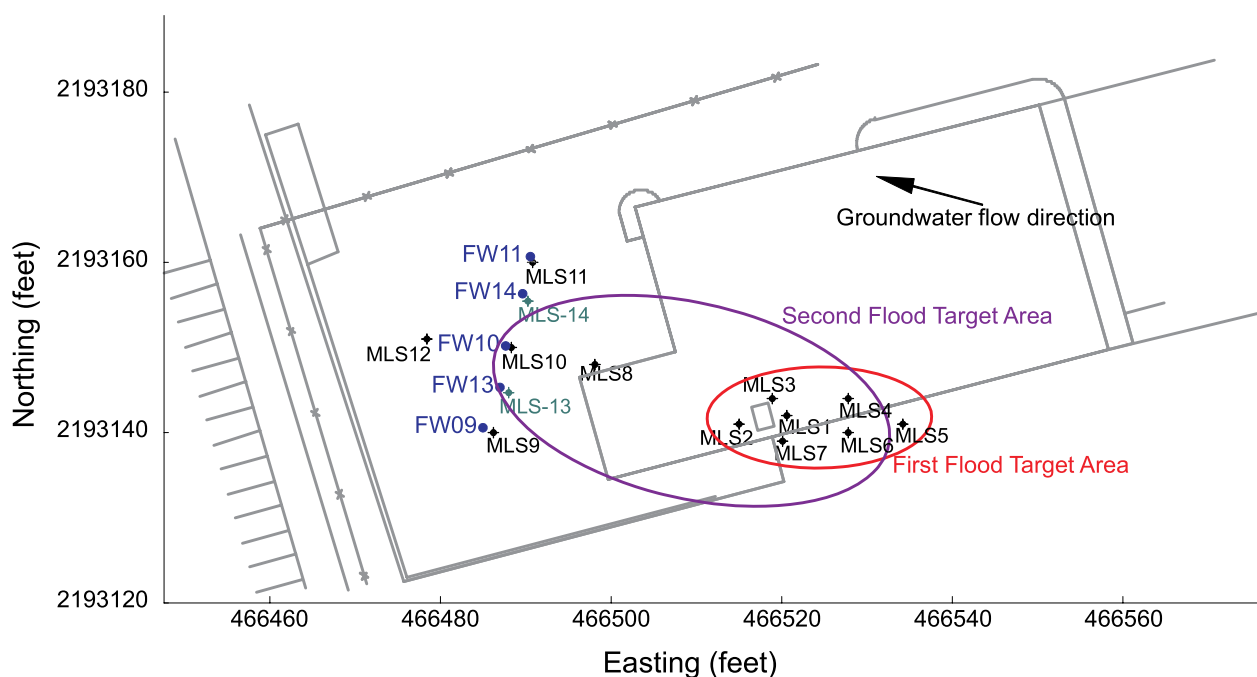 Northing (feet)
2193180
2193160
2193140
2193120
Groundwater flow direction
FW11
MLS11
FW14
MLS-14
Second Flood Target Area
MLS12
FW10
MLS10
MLS8
FW13
MLS-13
MLS3
MLS4
FW09
MLS9
MLS2
MLS1
MLS5
MLS7
MLS6
First Flood Target Area
466460
466480
466500
466520
466540
466560
Easting (feet)